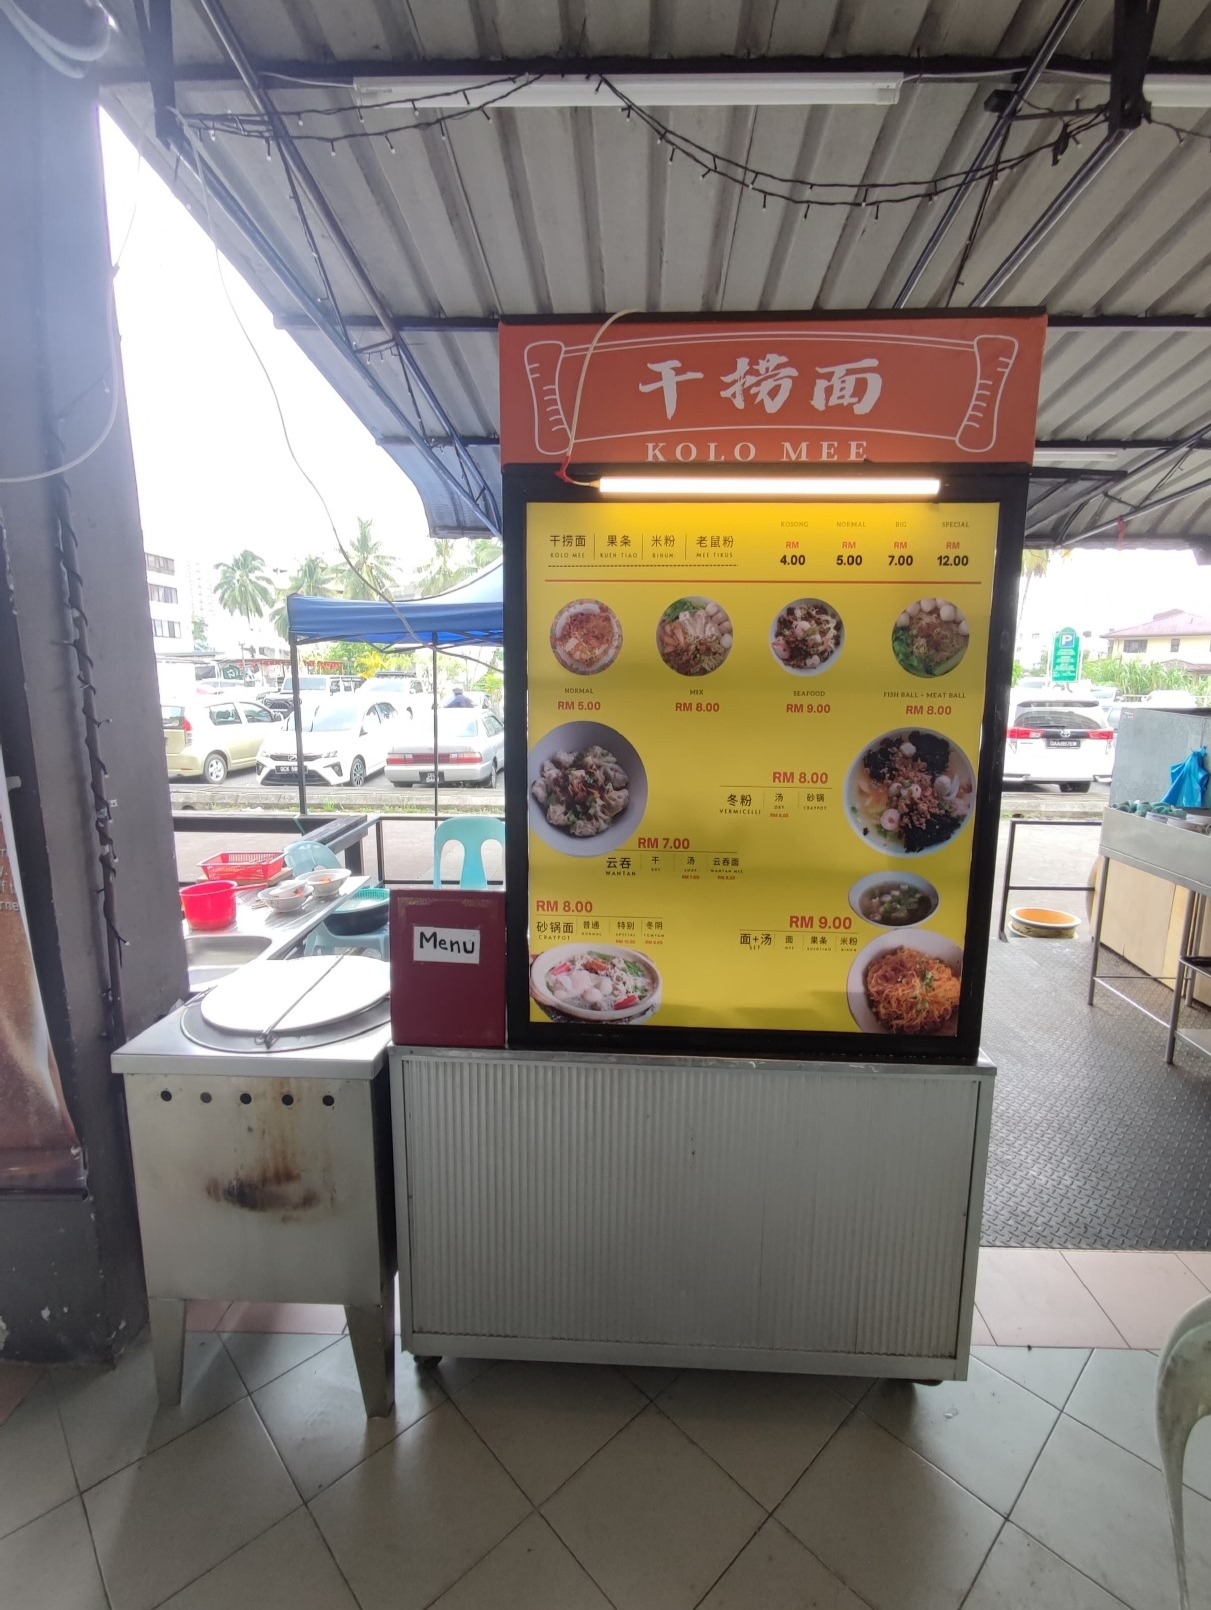 干捞面
KOLO MEE
KOSONG NORMAL BIG SPECIAL
干捞面 果条 米粉 老鼠粉
KOLO MEE KUEH TIAO BIHUN MEE TIKUS
RM RM RM RM
4.00 5.00 7.00 12.00
NORMAL MIX SEAFOOD FISH BALL + MEAT BALL
RM 5.00 RM 8.00 RM 9.00 RM 8.00
RM 8.00
冬粉 汤 砂锅
VERMICELLI CRAYPOT
RM 7.00
云吞 干 汤 云吞面
WANTAN DRY SOUP WANTAN MEE
RM 8.00
砂锅面 普通 特别 冬阴
CRAYPOT NORMAL SPECIAL TOMYAM
RM 9.00
面+汤 面 果条 米粉
SET MEE KUEH TIAO BIHUN
Menu
P